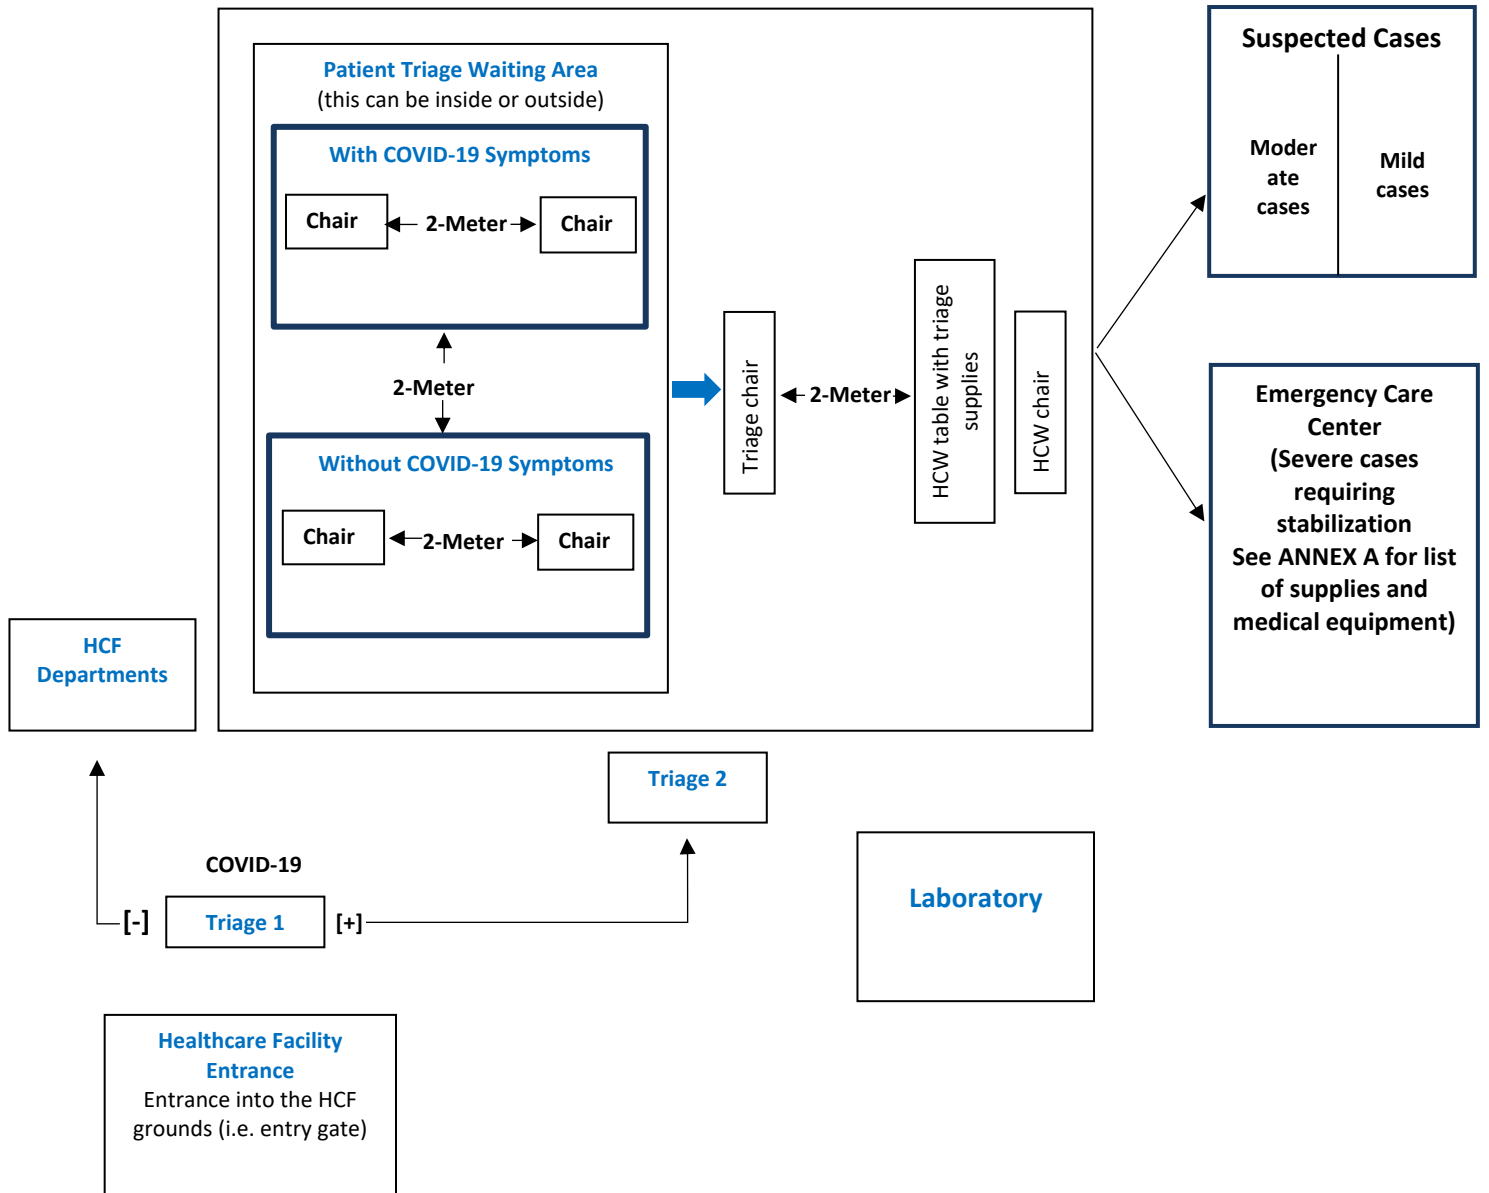 Patient Triage Waiting Area
(this can be inside or outside)
With COVID-19 Symptoms
Chair
2-Meter
Chair
2-Meter
Without COVID-19 Symptoms
Chair
2-Meter
Chair
Triage chair
2-Meter
HCW table with triage
supplies
HCW chair
Suspected Cases
Moder
ate
cases
Mild
cases
Emergency Care
Center
(Severe cases
requiring
stabilization
See ANNEX A for list
of supplies and
medical equipment)
HCF
Departments
Triage 2
COVID-19
[-]
Triage 1
[+]
Laboratory
Healthcare Facility
Entrance
Entrance into the HCF
grounds (i.e. entry gate)